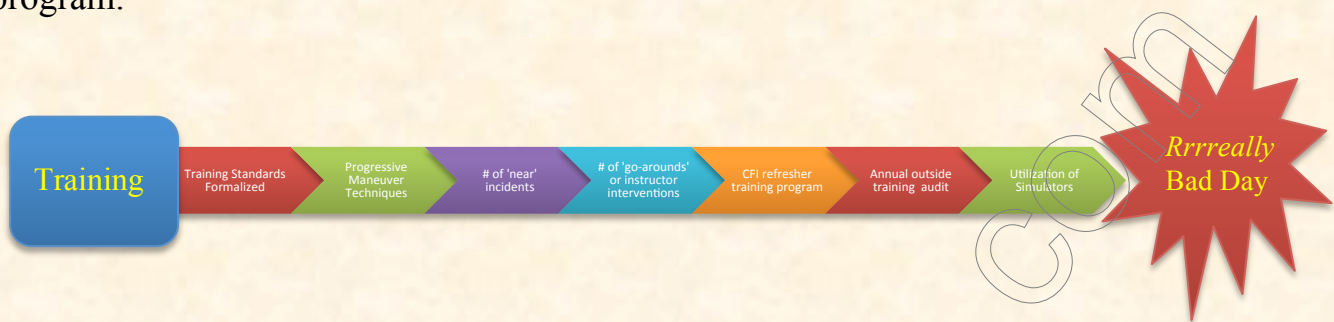 program.
Training
Training Standards
Formalized
Progressive
Maneuver
Techniques
# of 'near'
incidents
# of 'go-arounds'
or instructor
interventions
CFI refresher
training program
Annual outside
training audit
Utilization of
Simulators
Rrrreally
Bad Day
com